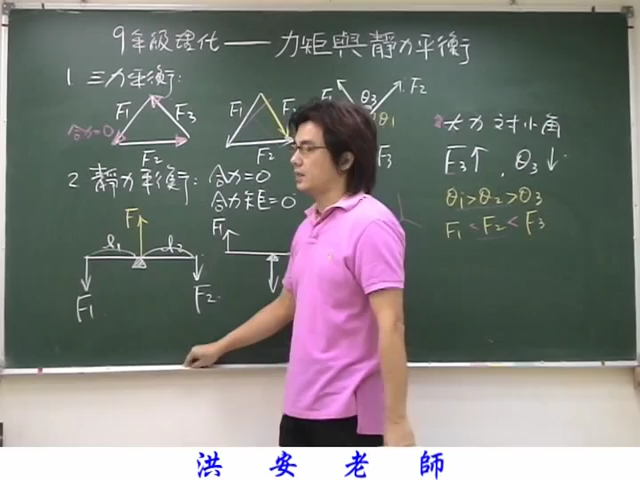 9年級理化——力矩與靜力平衡
1. 三力平衡:
F1
F3
F2
合力=0
F1
F2
θ3
F2
θ1
F3
2. 大力對小角
F3↑, θ3↓
θ1>θ2>θ3
F1<F2<F3
2. 靜力平衡: 合力=0
合力矩=0
F
l1
l2
F1
F2
F1
洪安老師